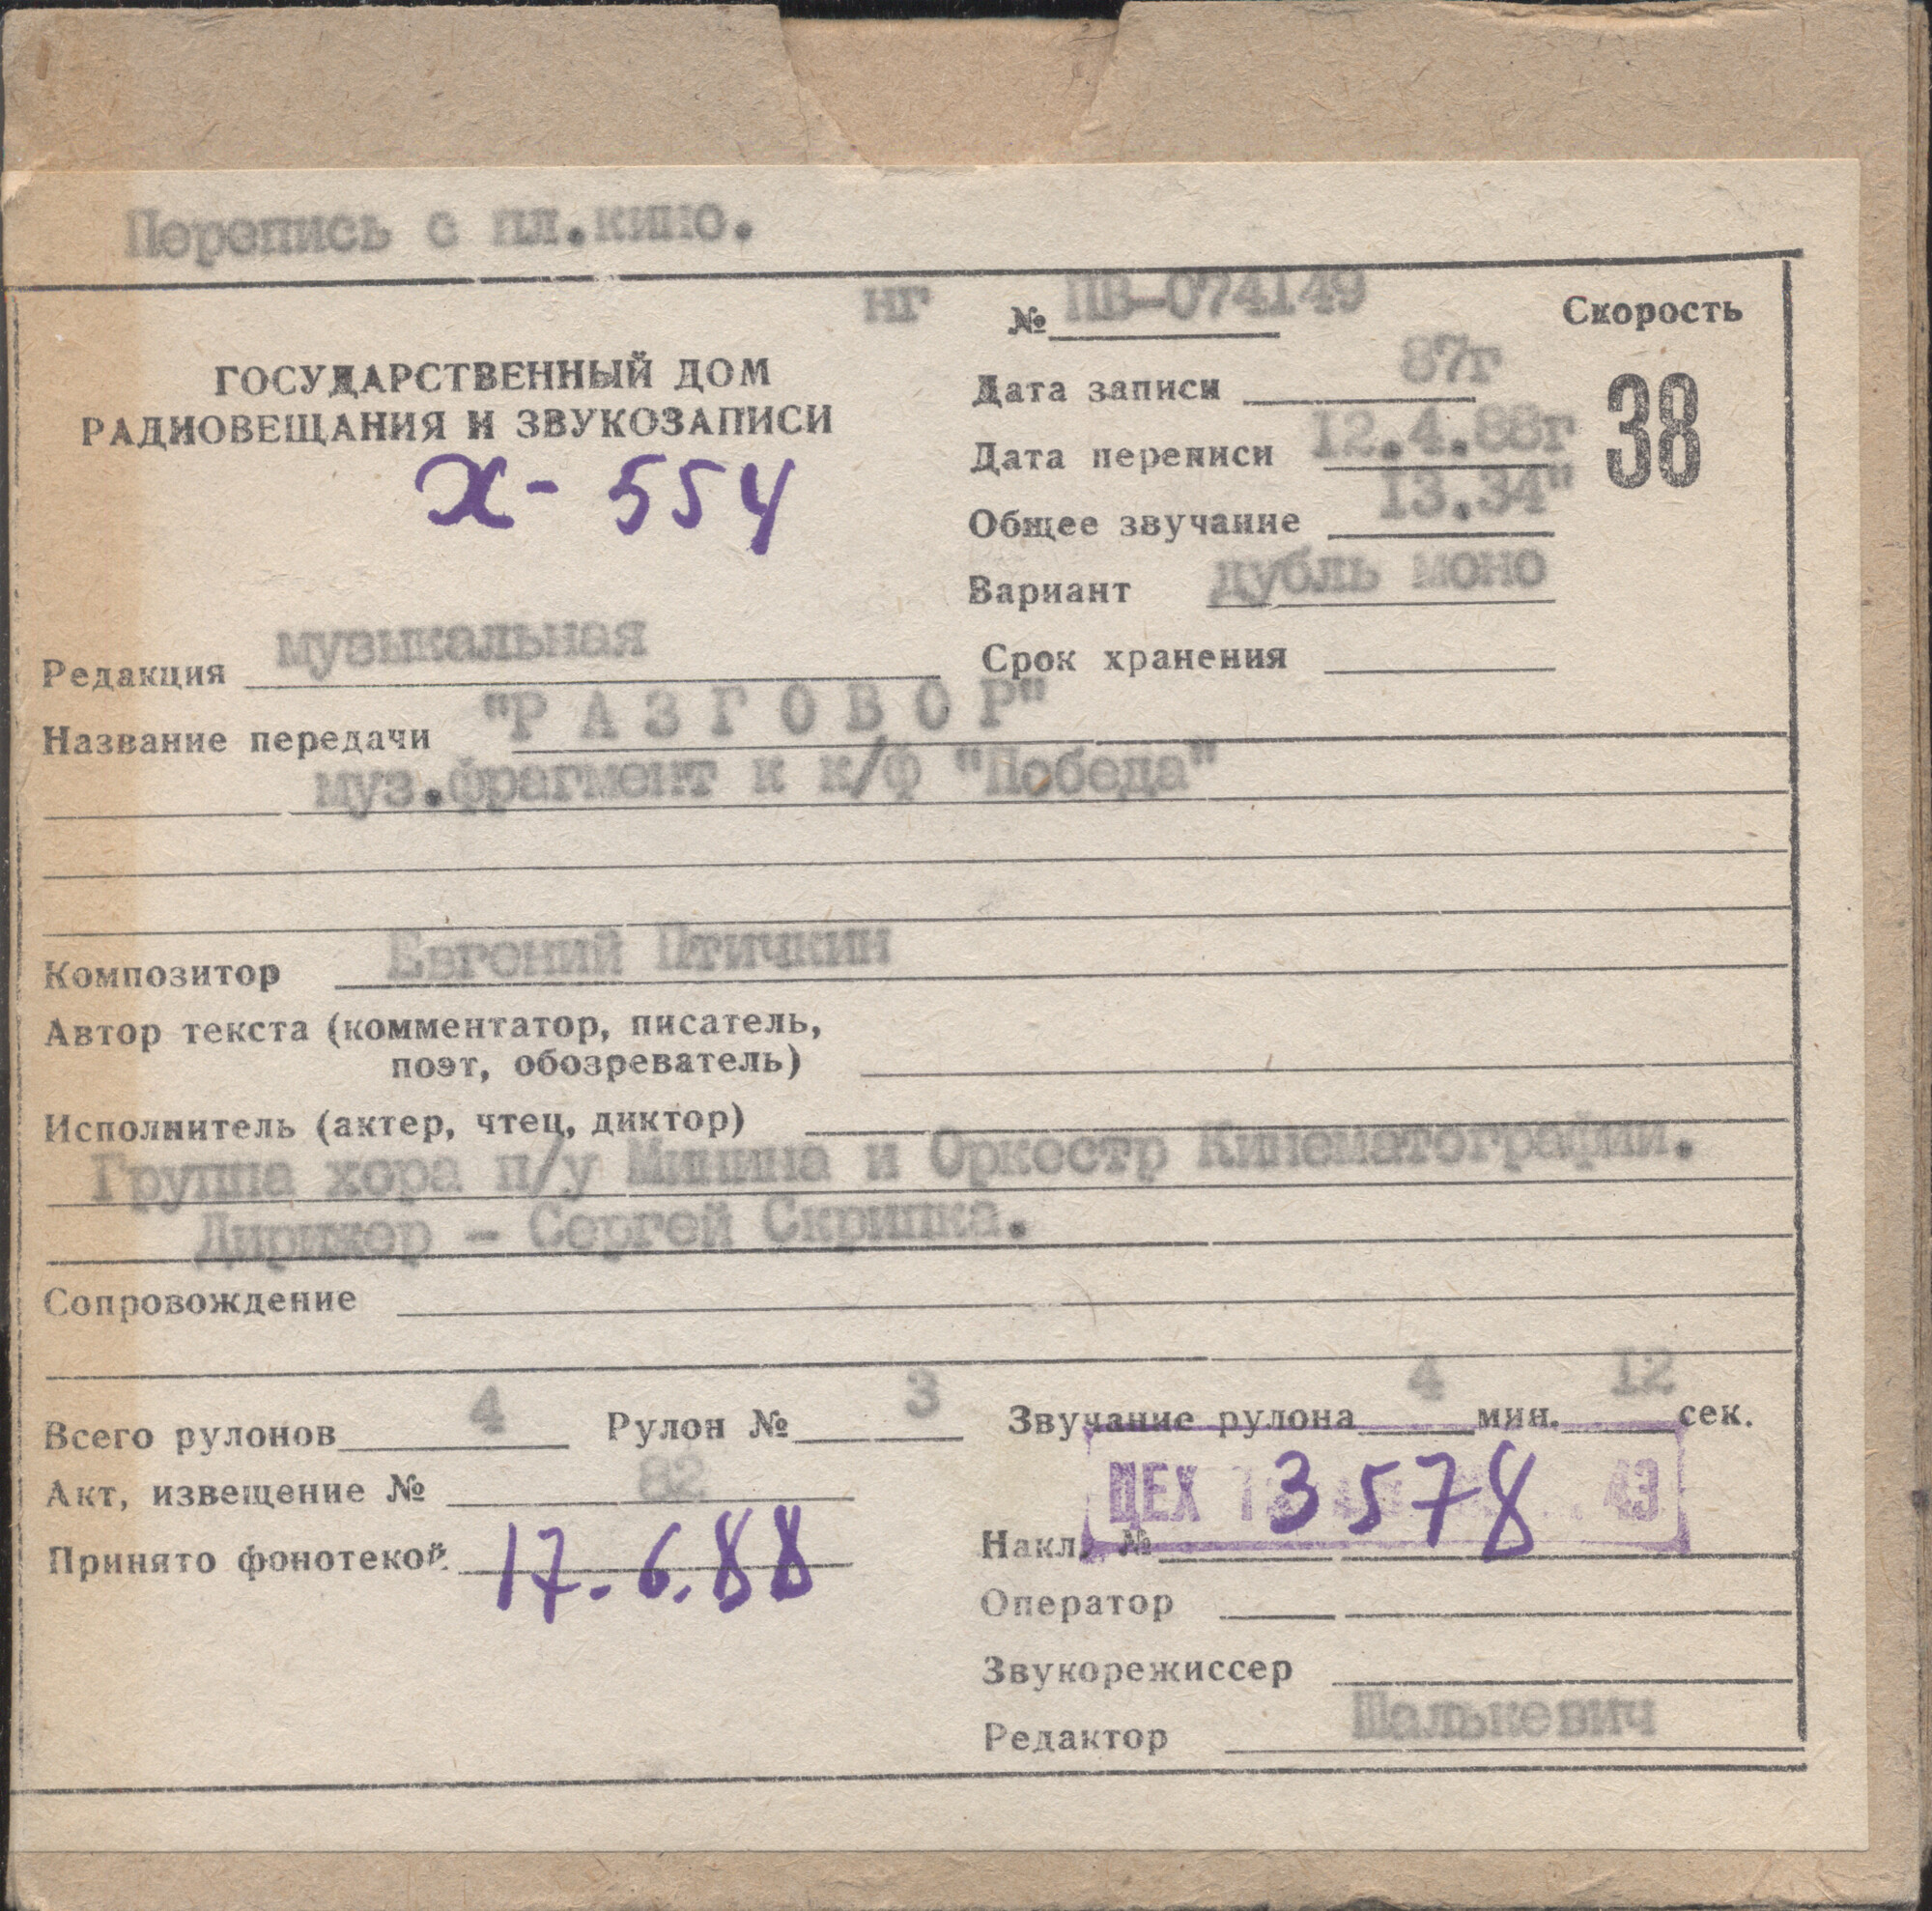 Перепись с пл.кино.
нг № ПВ-074149 Скорость
ГОСУДАРСТВЕННЫЙ ДОМ
РАДИОВЕЩАНИЯ И ЗВУКОЗАПИСИ
х- 554
Дата записи 87г
38
Дата переписи 12.4.88г
Общее звучание 13.34"
Вариант дубль моно
Редакция музыкальная Срок хранения
Название передачи "Р А З Г О В О Р"
муз.фрагмент к к/ф "Победа"
Композитор Евгений Птичкин
Автор текста (комментатор, писатель,
поэт, обозреватель)
Исполнитель (актер, чтец, диктор)
Группа хора п/у Минина и Оркестр Кинематографии.
Дирижер - Сергей Скрипка.
Сопровождение
Всего рулонов 4 Рулон № 3 Звучание рулона 4 мин. 12 сек.
Акт, извещение № 82
ЦЕХ 43
Накл. № 3578
Принято фонотекой 17.6.88
Оператор
Звукорежиссер
Редактор Шалькевич